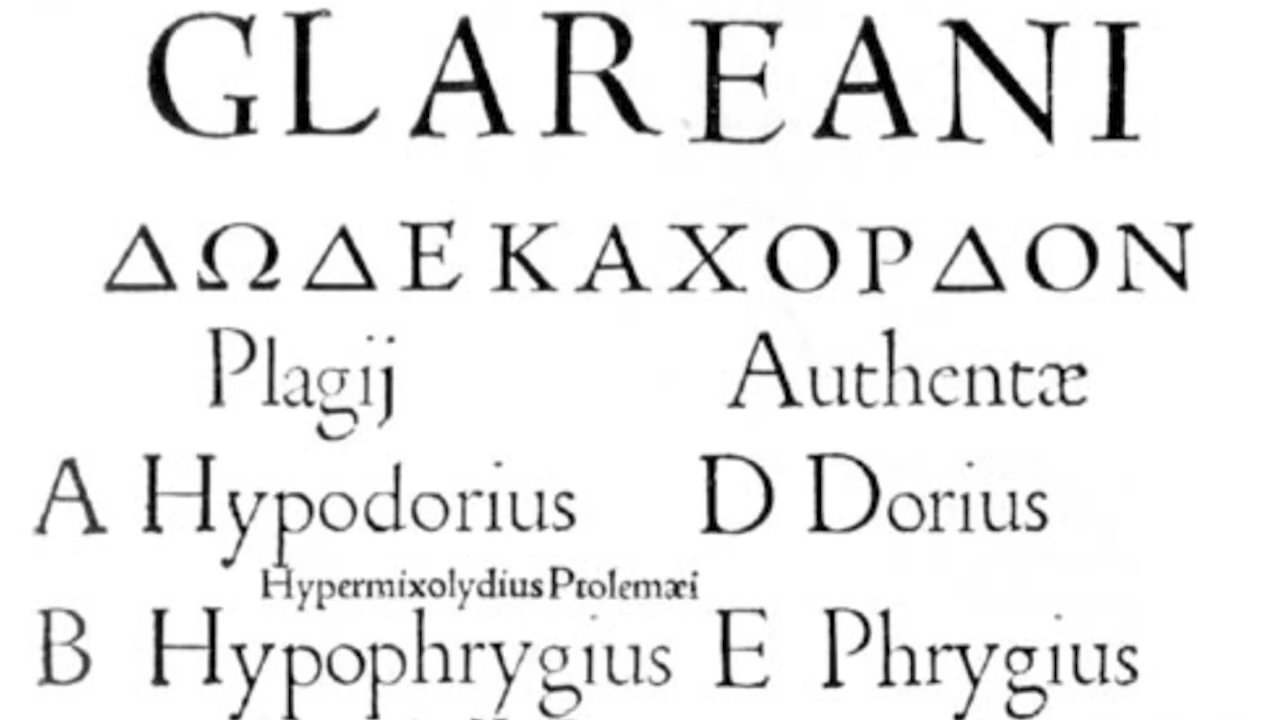 GLAREANI
ΔΩΔΕΚΑΧΟΡΔΟΝ
Plagij Authentæ
A Hypodorius D Dorius
Hypermixolydius Ptolemæi
B Hypophrygius E Phrygius